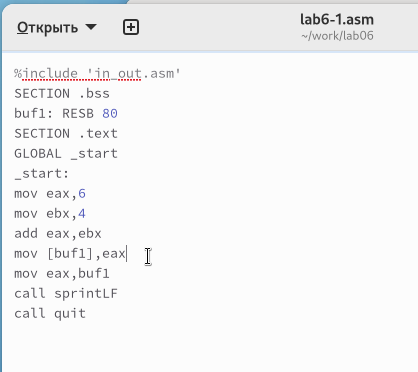 Открыть
lab6-1.asm
~/work/lab06
%include 'in_out.asm'
SECTION .bss
buf1: RESB 80
SECTION .text
GLOBAL _start
_start:
mov eax,6
mov ebx,4
add eax,ebx
mov [buf1],eax
mov eax,buf1
call sprintLF
call quit